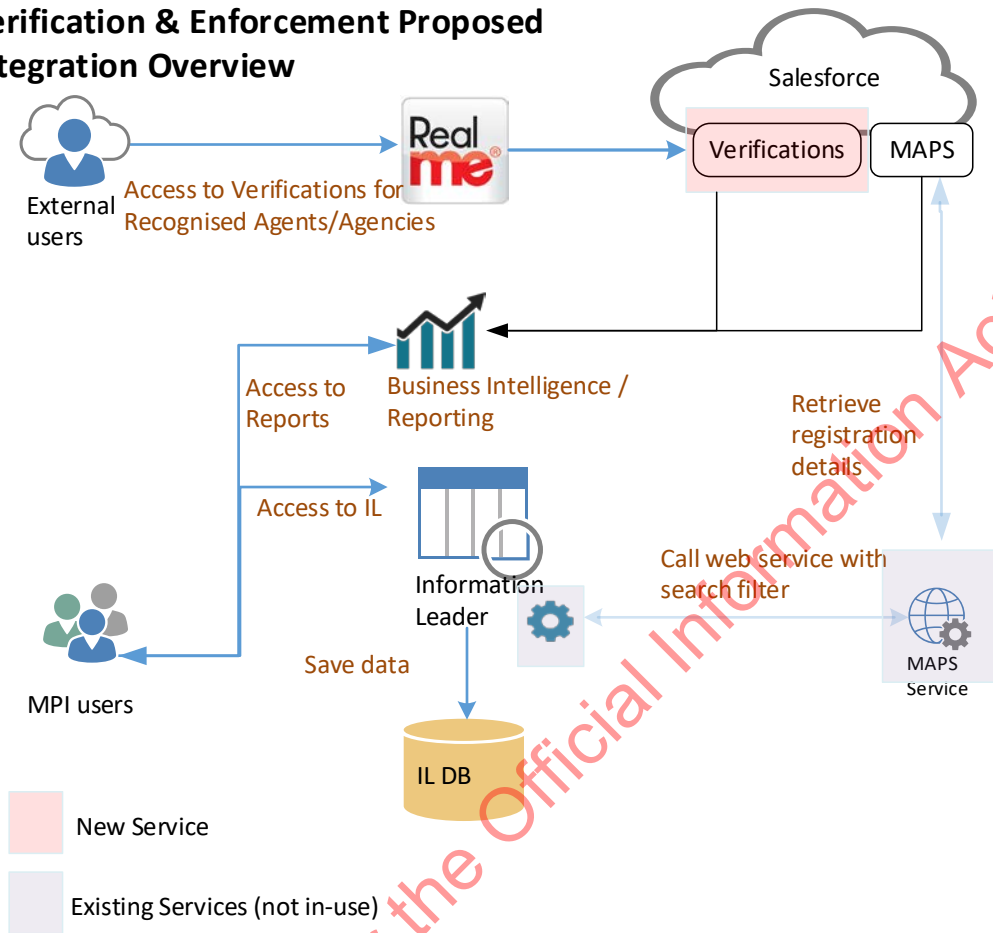 erification & Enforcement Proposed
tegration Overview
Salesforce
Real
me®
Verifications
MAPS
External
users
Access to Verifications for
Recognised Agents/Agencies
Access to
Reports
Business Intelligence /
Reporting
Retrieve
registration
details
Access to IL
Call web service with
search filter
Information
Leader
MAPS
Service
Save data
MPI users
IL DB
New Service
Existing Services (not in-use)
the Official Information Ac